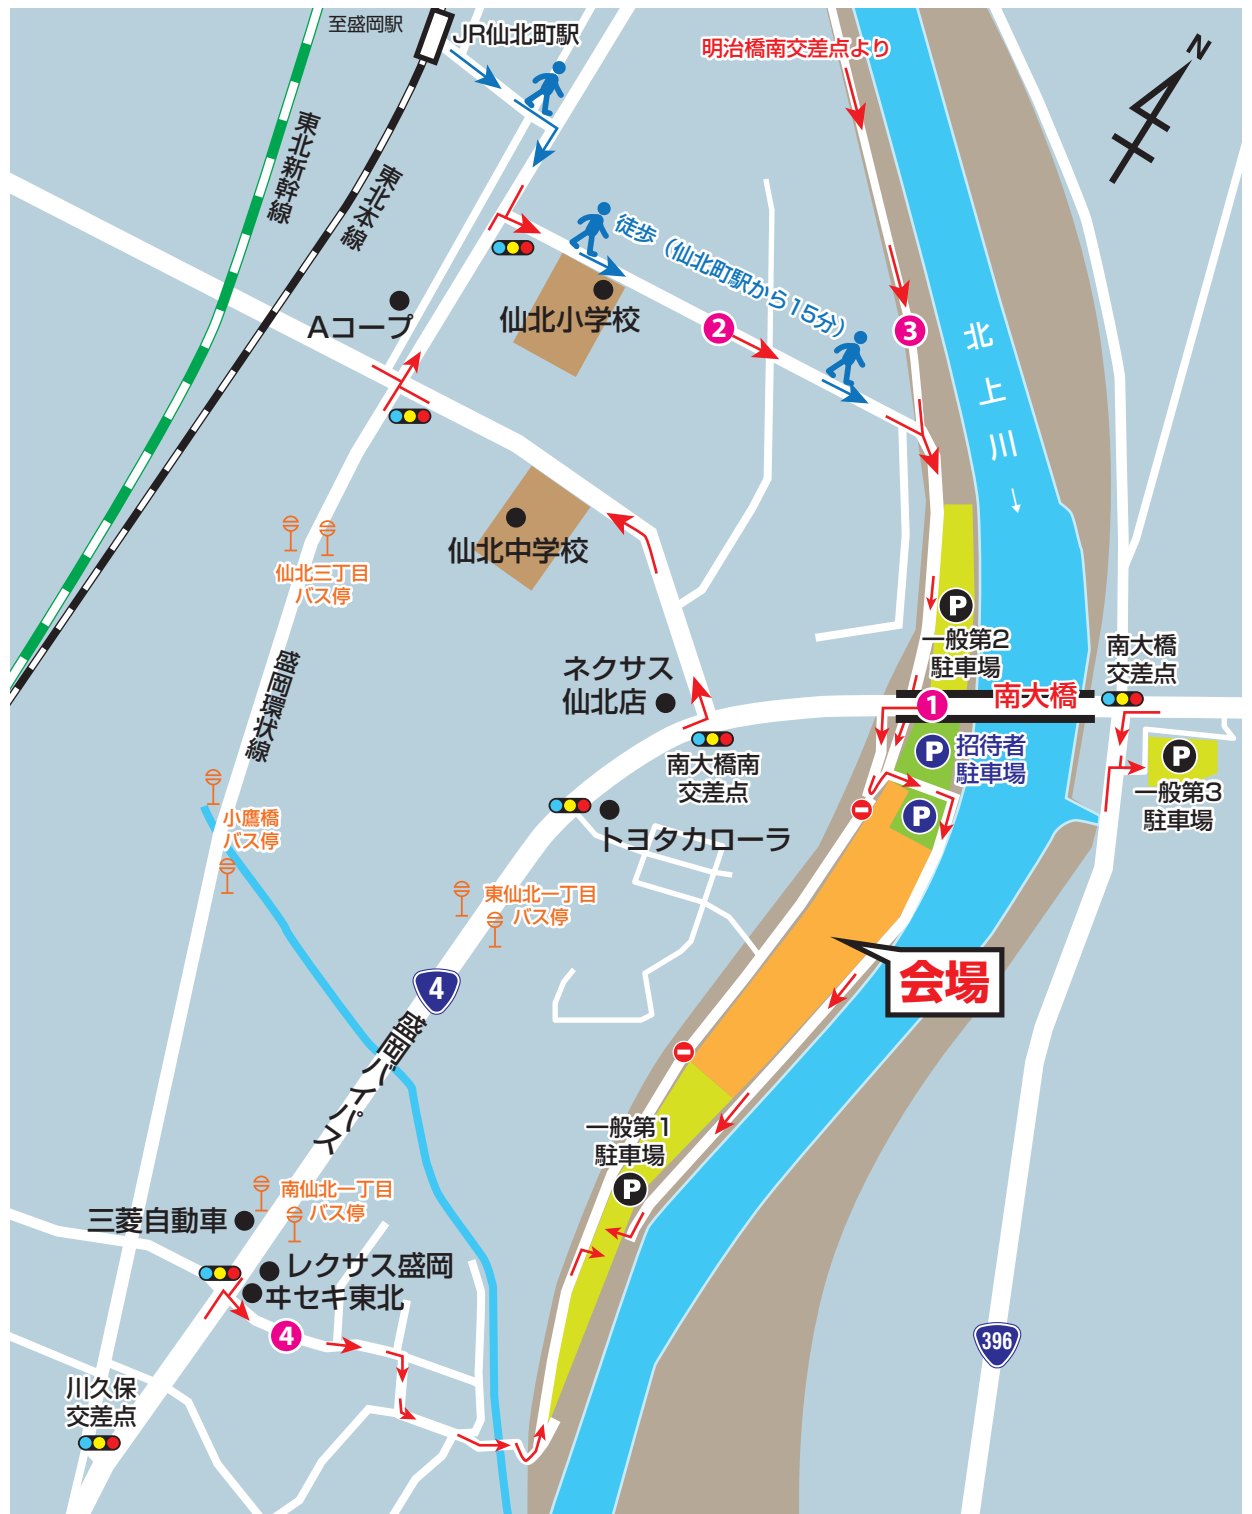 至盛岡駅
JR仙北町駅
明治橋南交差点より
N
東北新幹線
東北本線
徒歩（仙北町駅から15分）
Aコープ
仙北小学校
2
3
北上川→
仙北中学校
仙北三丁目
バス停
P
一般第2
駐車場
南大橋
交差点
ネクサス
仙北店
盛岡環状線
1
南大橋
P
招待者
駐車場
P
一般第3
駐車場
南大橋南
交差点
小鷹橋
バス停
トヨタカローラ
P
東仙北一丁目
バス停
4
盛岡バイパス
会場
一般第1
駐車場
P
南仙北一丁目
バス停
三菱自動車
レクサス盛岡
ヰセキ東北
4
396
川久保
交差点